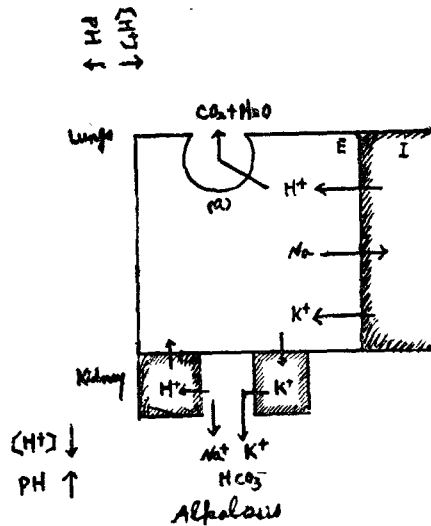 ↑ PH
↓ [H+]
CO2 + H2O
Lungs
E I
(a)
H+
Na
K+
Kidney
H+ K+
[H+] ↓
Na+ K+
PH ↑
HCO3-
Alkalosis